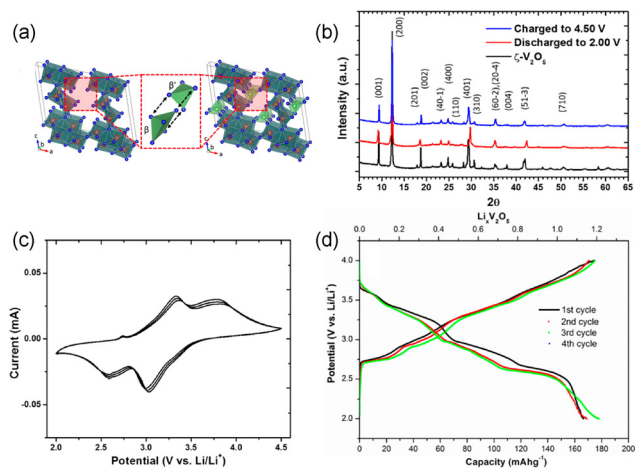 (a)
β'
β
c
b
a
c
b
a
(b)
Intensity (a.u.)
Charged to 4.50 V
Discharged to 2.00 V
ζ-V₂O₅
(001)
(200)
(201)
(002)
(40-1)
(400)
(110)
(401)
(310)
(60-2),(20-4)
(004)
(51-3)
(710)
5 10 15 20 25 30 35 40 45 50 55 60 65
2θ
(c)
Current (mA)
0.05
0.00
-0.05
2.0 2.5 3.0 3.5 4.0 4.5
Potential (V vs. Li/Li⁺)
(d)
LiₓV₂O₅
0.0 0.2 0.4 0.6 0.8 1.0 1.2
Potential (V vs. Li/Li⁺)
4.0
3.5
3.0
2.5
2.0
1st cycle
2nd cycle
3rd cycle
4th cycle
0 20 40 60 80 100 120 140 160 180 200
Capacity (mAhg⁻¹)